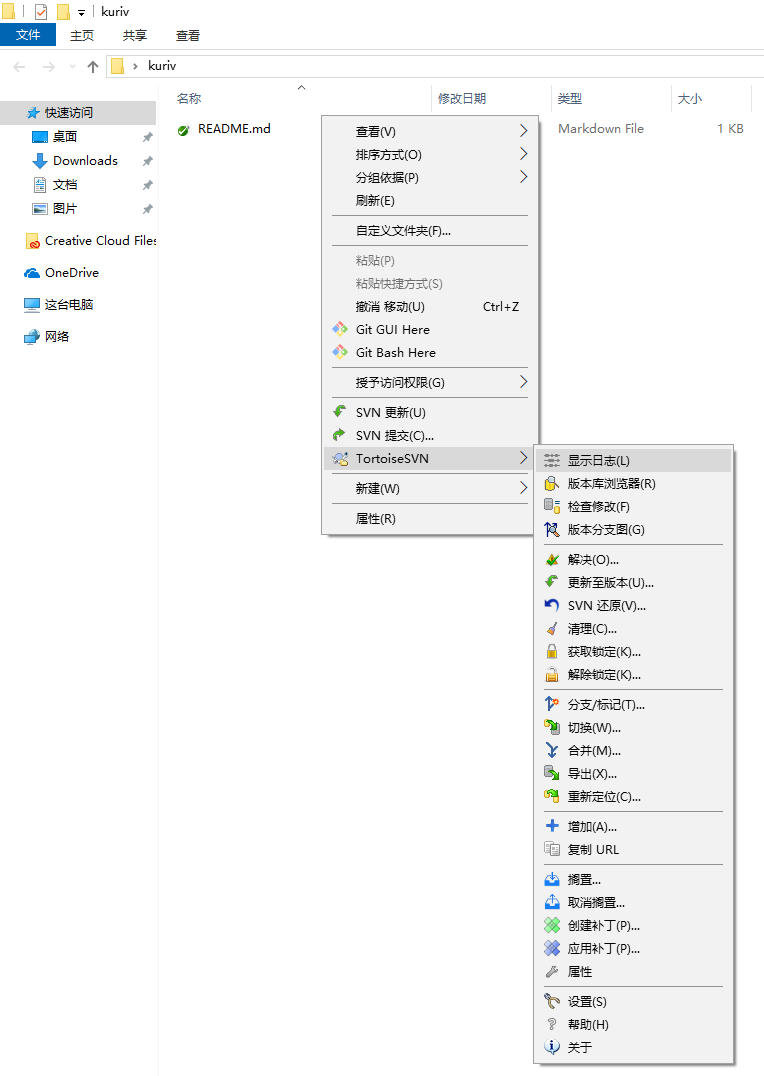 kuriv
文件 主页 共享 查看
kuriv
名称 修改日期 类型 大小
快速访问
桌面
Downloads
文档
图片
Creative Cloud Files
OneDrive
这台电脑
网络
README.md Markdown File 1 KB
查看(V)
排序方式(O)
分组依据(P)
刷新(E)
自定义文件夹(F)...
粘贴(P)
粘贴快捷方式(S)
撤消 移动(U) Ctrl+Z
Git GUI Here
Git Bash Here
授予访问权限(G)
SVN 更新(U)
SVN 提交(C)...
TortoiseSVN
新建(W)
属性(R)
显示日志(L)
版本库浏览器(R)
检查修改(F)
版本分支图(G)
解决(O)...
更新至版本(U)...
SVN 还原(V)...
清理(C)...
获取锁定(K)...
解除锁定(K)...
分支/标记(T)...
切换(W)...
合并(M)...
导出(X)...
重新定位(C)...
增加(A)...
复制 URL
搁置...
取消搁置...
创建补丁(P)...
应用补丁(P)...
属性
设置(S)
帮助(H)
关于